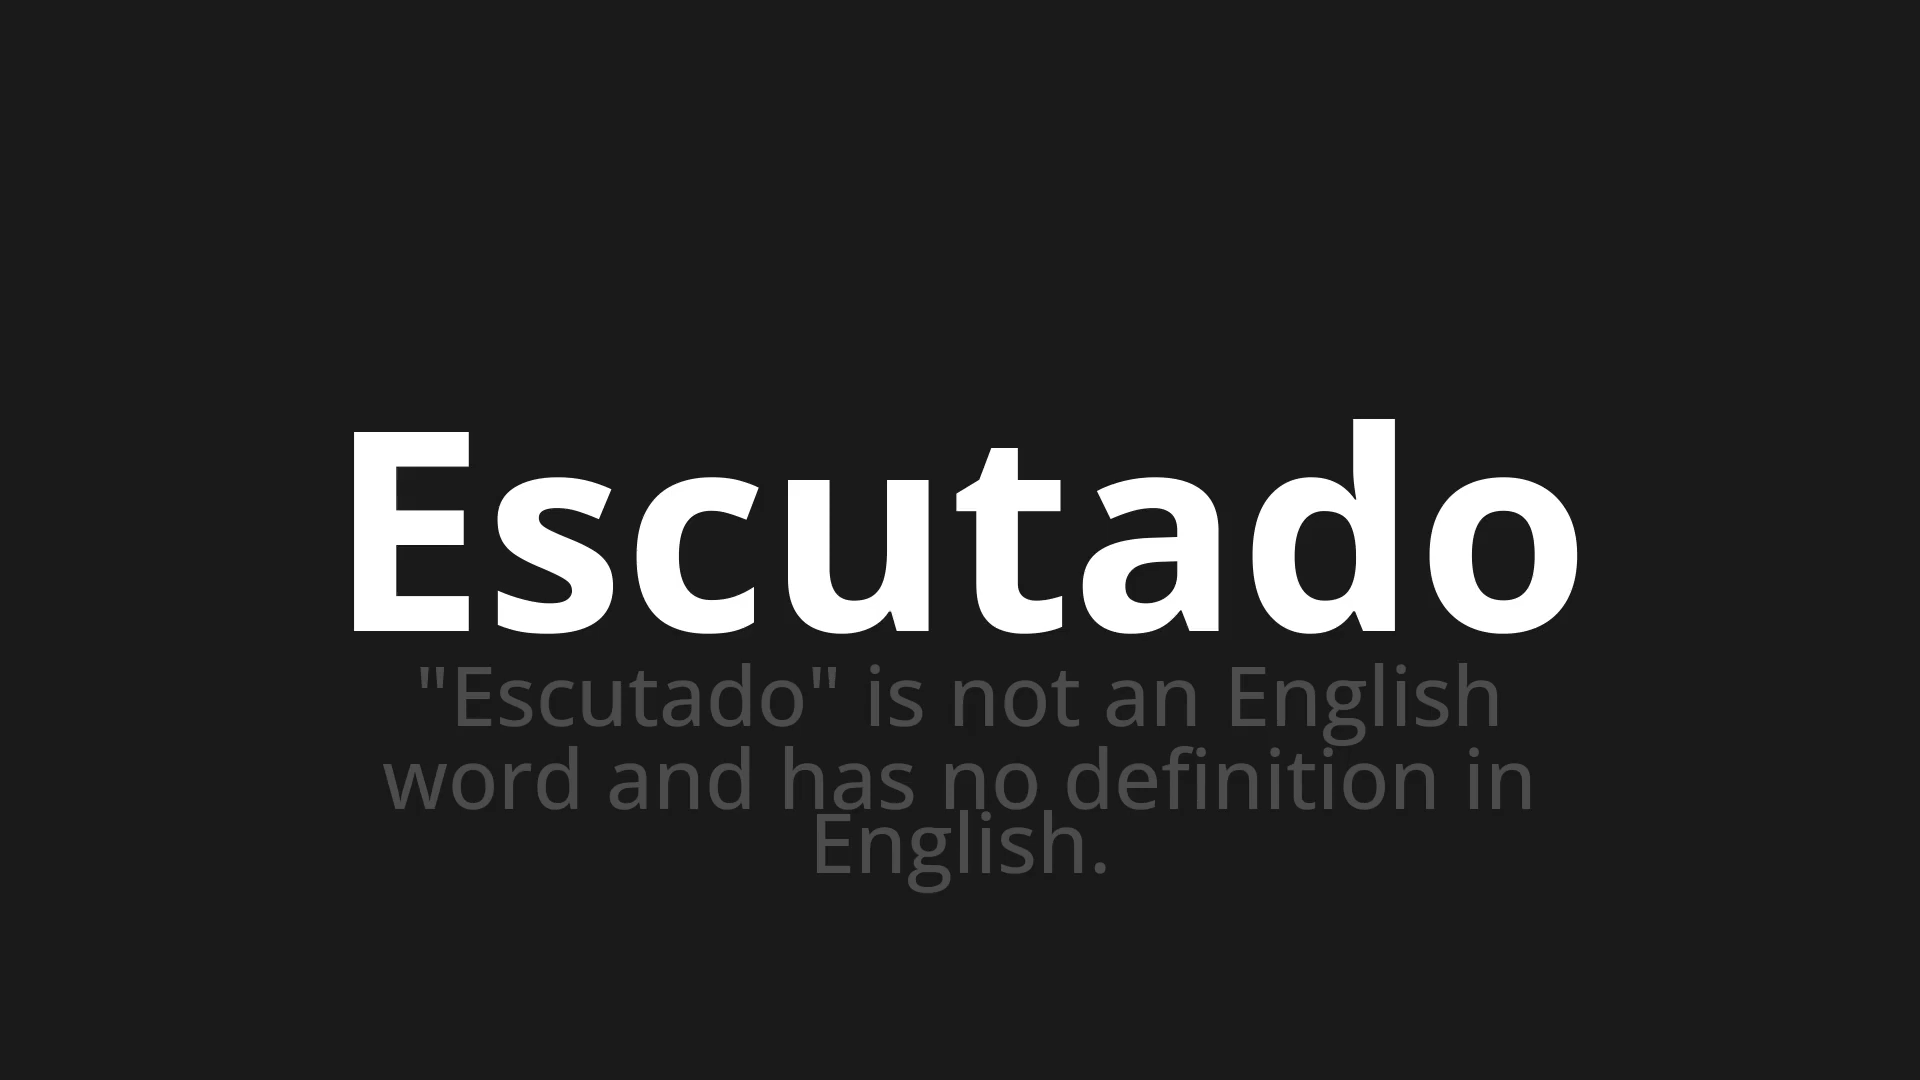 Escutado
"Escutado" is not an English
word and has no definition in
English.